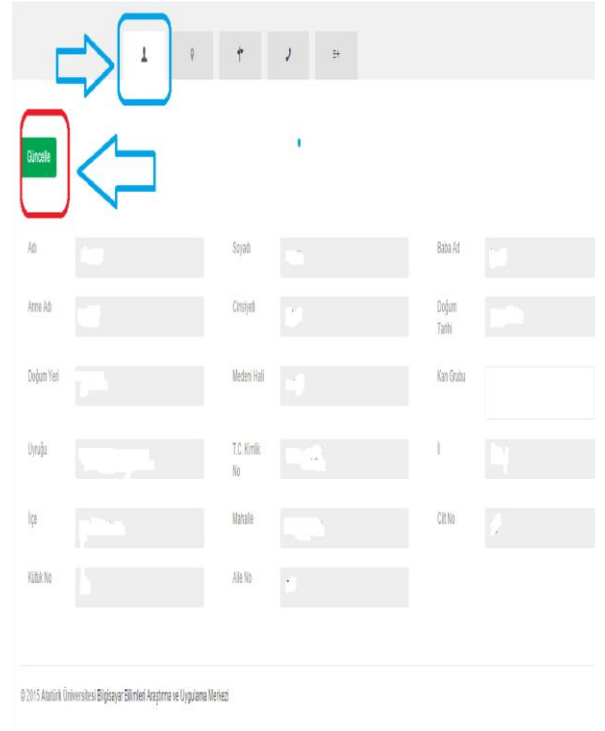 Güncelle
Adı Soyadı Baba Ad
Anne Adı Cinsiyeti Doğum
Tarihi
Doğum Yeri Medeni Hali Kan Grubu
Uyruğu T.C. Kimlik İl
No
İlçe Mahalle Cilt No
Kütük No Aile No
© 2015 Atatürk Üniversitesi Bilgisayar Bilimleri Araştırma ve Uygulama Merkezi